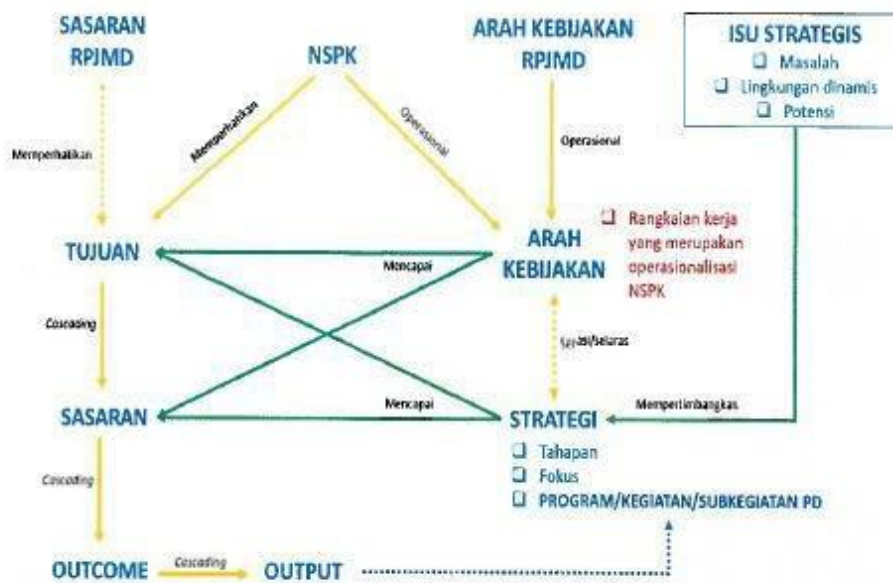 SASARAN
RPJMD
NSPK
ARAH KEBIJAKAN
RPJMD
ISU STRATEGIS
Masalah
Lingkungan dinamis
Potensi
Memperhatikan
Memperhatikan
Operasional
Operasional
TUJUAN
Mencapai
ARAH
KEBIJAKAN
Rangkaian kerja
yang merupakan
operasionalisasi
NSPK
Cascading
/Selaras
SASARAN
Mencapai
STRATEGI
Mempertimbangkas
Tahapan
Fokus
PROGRAM/KEGIATAN/SUBKEGIATAN PD
Cascading
OUTCOME
Cascading
OUTPUT